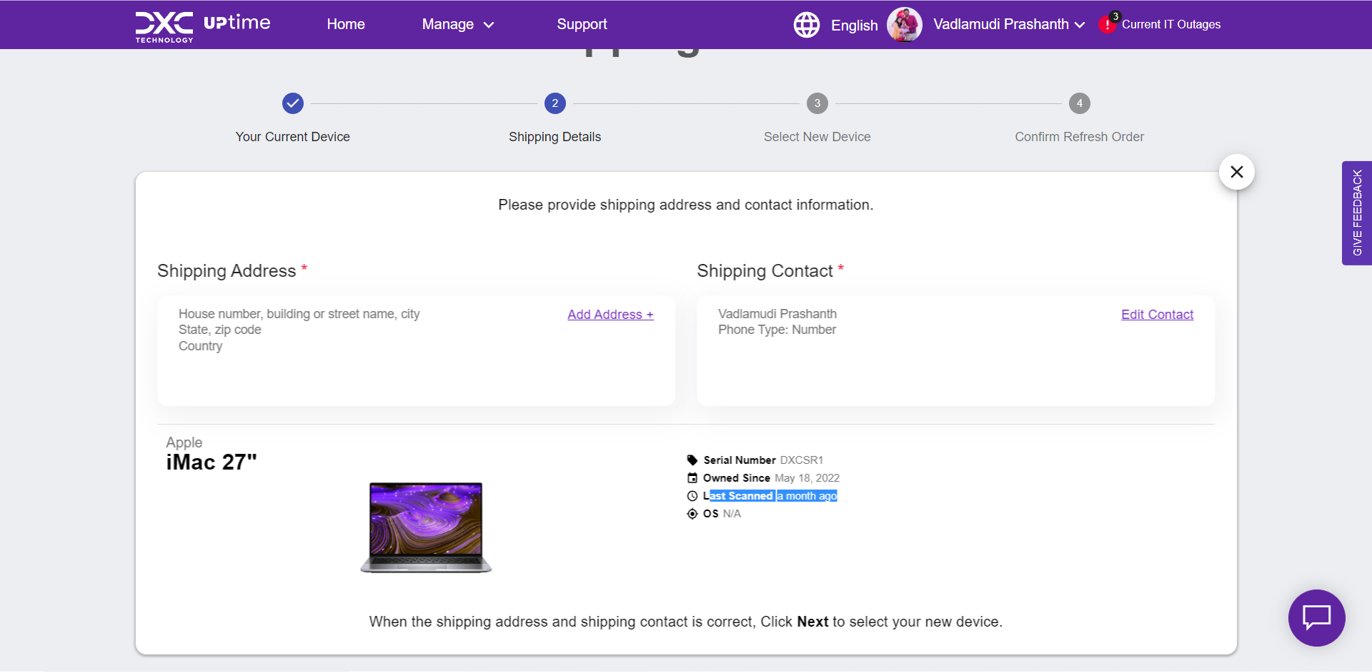 DXC TECHNOLOGY UPtime
Home
Manage
Support
English
Vadlamudi Prashanth
3
! Current IT Outages
2
3
4
Your Current Device
Shipping Details
Select New Device
Confirm Refresh Order
GIVE FEEDBACK
Please provide shipping address and contact information.
Shipping Address *
House number, building or street name, city
State, zip code
Country
Add Address +
Shipping Contact *
Vadlamudi Prashanth
Phone Type: Number
Edit Contact
Apple
iMac 27"
Serial Number DXCSR1
Owned Since May 18, 2022
Last Scanned a month ago
OS N/A
When the shipping address and shipping contact is correct, Click Next to select your new device.